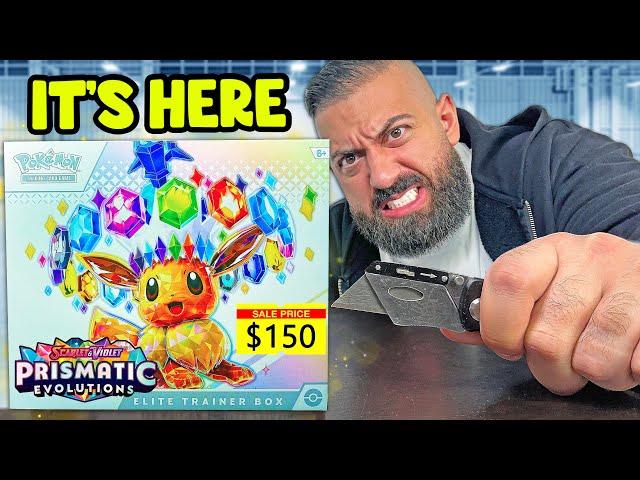 IT'S HERE
Pokémon
TRADING CARD GAME
6+
SALE PRICE
$150
SCARLET & VIOLET
PRISMATIC
EVOLUTIONS
ELITE TRAINER BOX